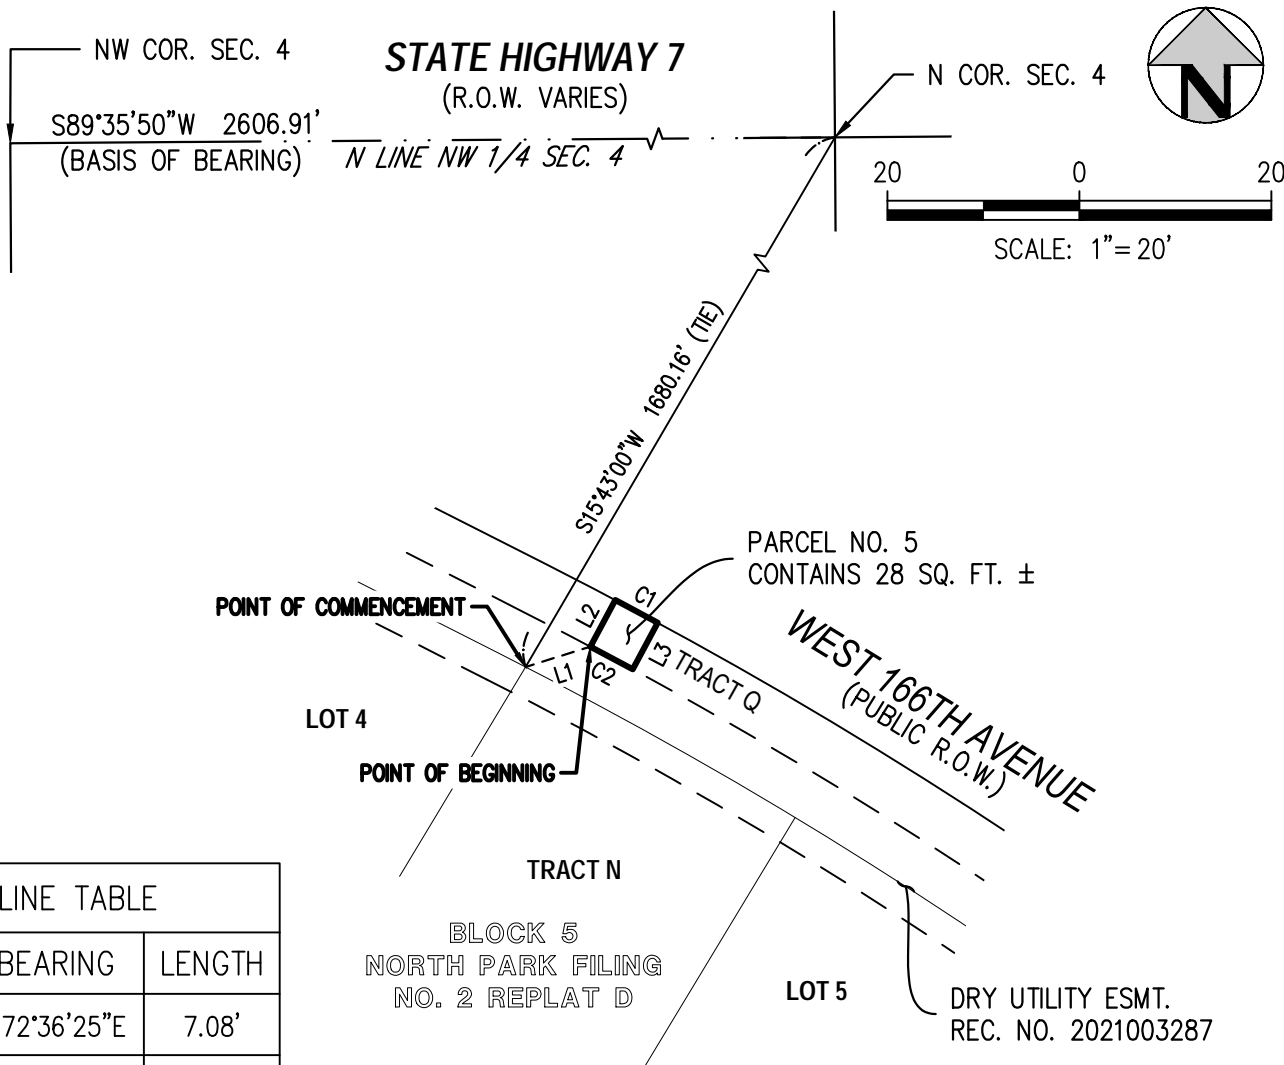 NW COR. SEC. 4
STATE HIGHWAY 7
(R.O.W. VARIES)
N COR. SEC. 4
N
S89°35'50"W 2606.91'
(BASIS OF BEARING)
N LINE NW 1/4 SEC. 4
20 0 20
SCALE: 1"= 20'
S15°43'00"W 1680.16' (TIE)
PARCEL NO. 5
CONTAINS 28 SQ. FT. ±
POINT OF COMMENCEMENT
L2
C1
L3
L1
C2
TRACT Q
WEST 166TH AVENUE
(PUBLIC R.O.W.)
LOT 4
POINT OF BEGINNING
TRACT N
BLOCK 5
NORTH PARK FILING
NO. 2 REPLAT D
LOT 5
DRY UTILITY ESMT.
REC. NO. 2021003287
LINE TABLE
BEARING LENGTH
72°36'25"E 7.08'